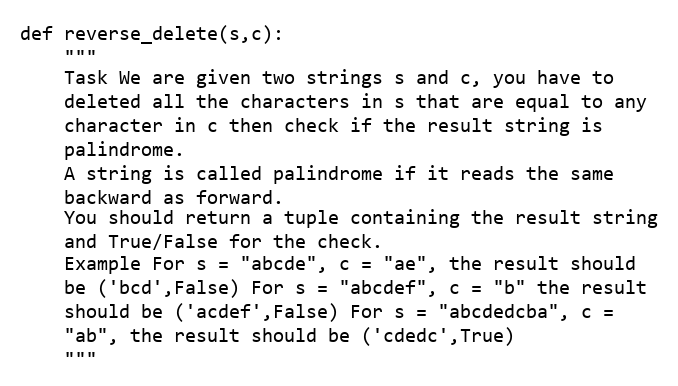 def reverse_delete(s,c):
"""
Task We are given two strings s and c, you have to
deleted all the characters in s that are equal to any
character in c then check if the result string is
palindrome.
A string is called palindrome if it reads the same
backward as forward.
You should return a tuple containing the result string
and True/False for the check.
Example For s = "abcde", c = "ae", the result should
be ('bcd',False) For s = "abcdef", c = "b" the result
should be ('acdef',False) For s = "abcdedcba", c =
"ab", the result should be ('cdedc',True)
"""